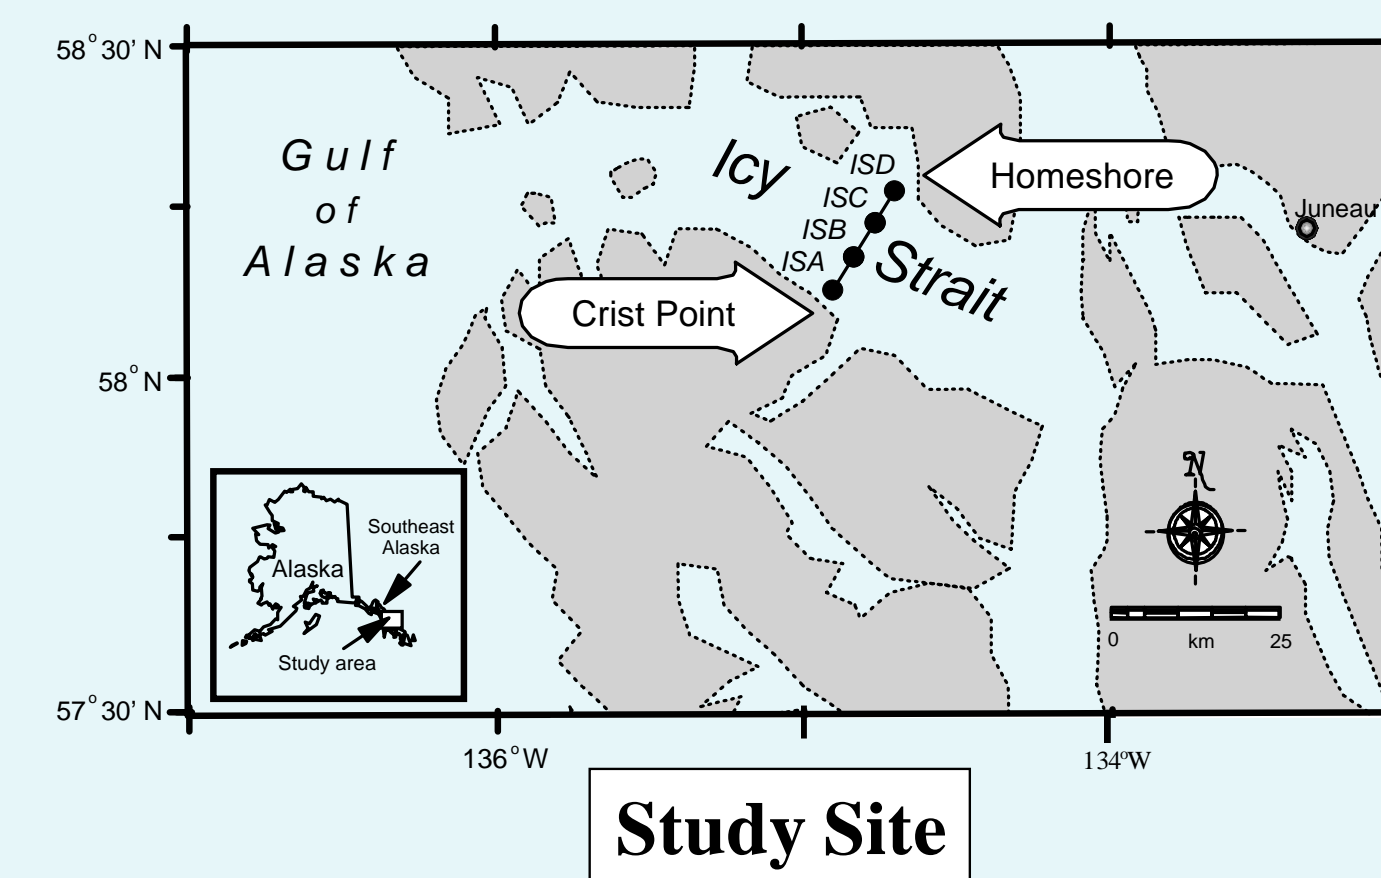 58°30' N
Gulf
of
Alaska
Icy
Strait
ISD
ISC
ISB
ISA
Homeshore
Juneau
Crist Point
58°N
Southeast
Alaska
Alaska
Study area
N
0 km 25
57°30' N
136°W
134°W
Study Site